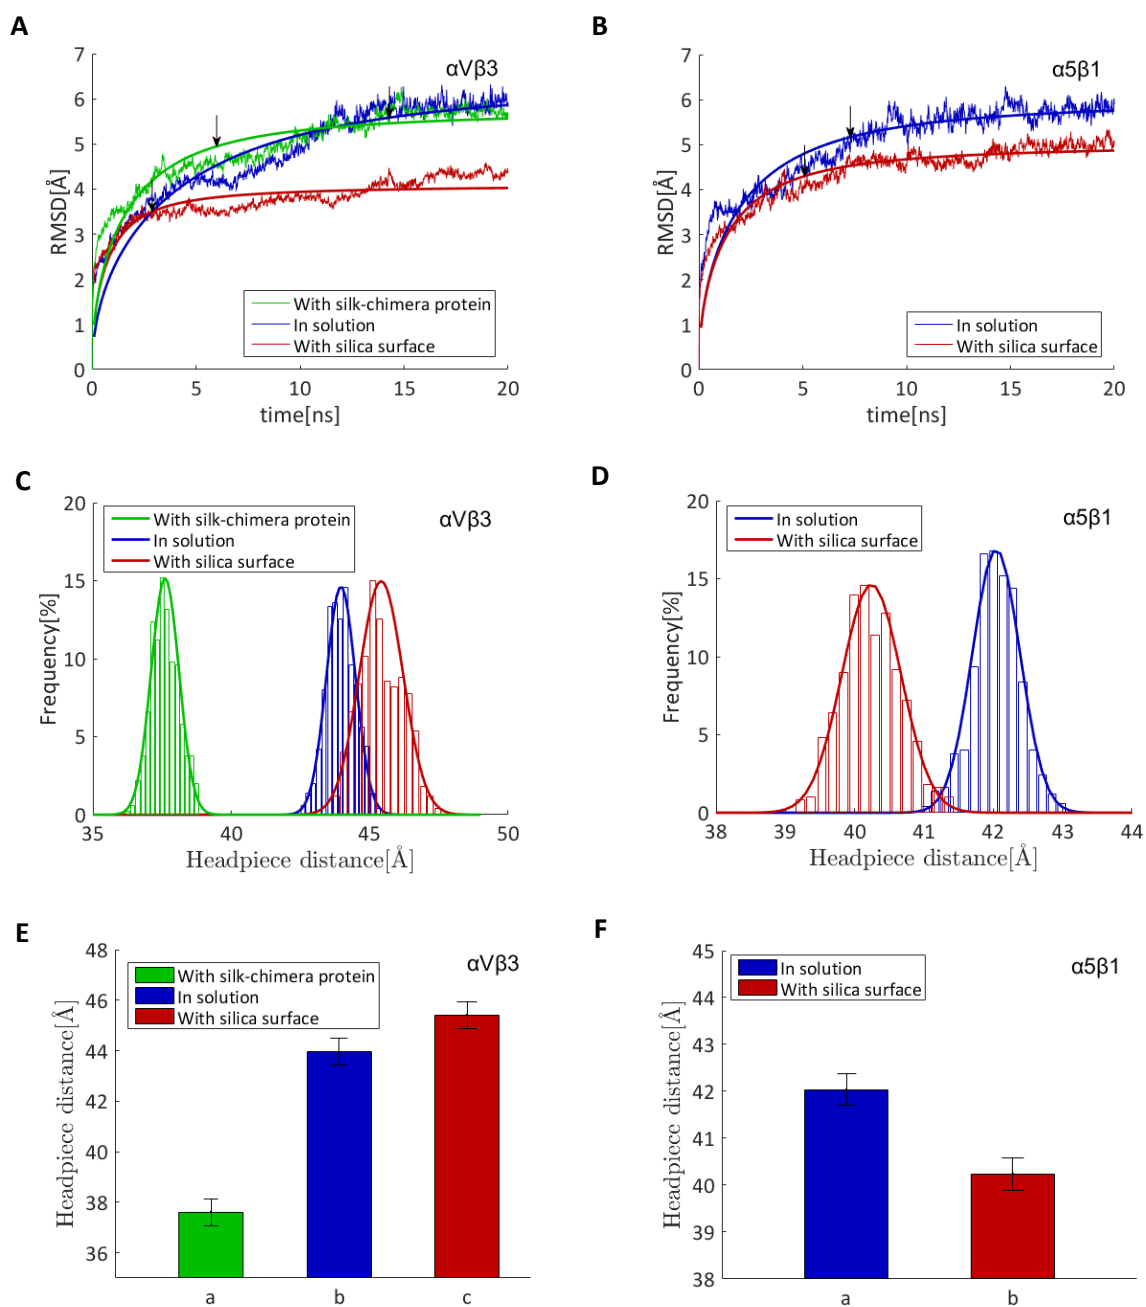 A
αVβ3
7
6
5
4
3
2
1
0
RMSD[Å]
With silk-chimera protein
In solution
With silica surface
0 5 10 15 20
time[ns]
B
α5β1
7
6
5
4
3
2
1
0
RMSD[Å]
In solution
With silica surface
0 5 10 15 20
time[ns]
C
αVβ3
20
15
10
5
0
Frequency[%]
With silk-chimera protein
In solution
With silica surface
35 40 45 50
Headpiece distance[Å]
D
α5β1
20
15
10
5
0
Frequency[%]
In solution
With silica surface
38 39 40 41 42 43 44
Headpiece distance[Å]
E
αVβ3
48
46
44
42
40
38
36
Headpiece distance[Å]
With silk-chimera protein
In solution
With silica surface
a b c
F
α5β1
45
44
43
42
41
40
39
38
Headpiece distance[Å]
In solution
With silica surface
a b